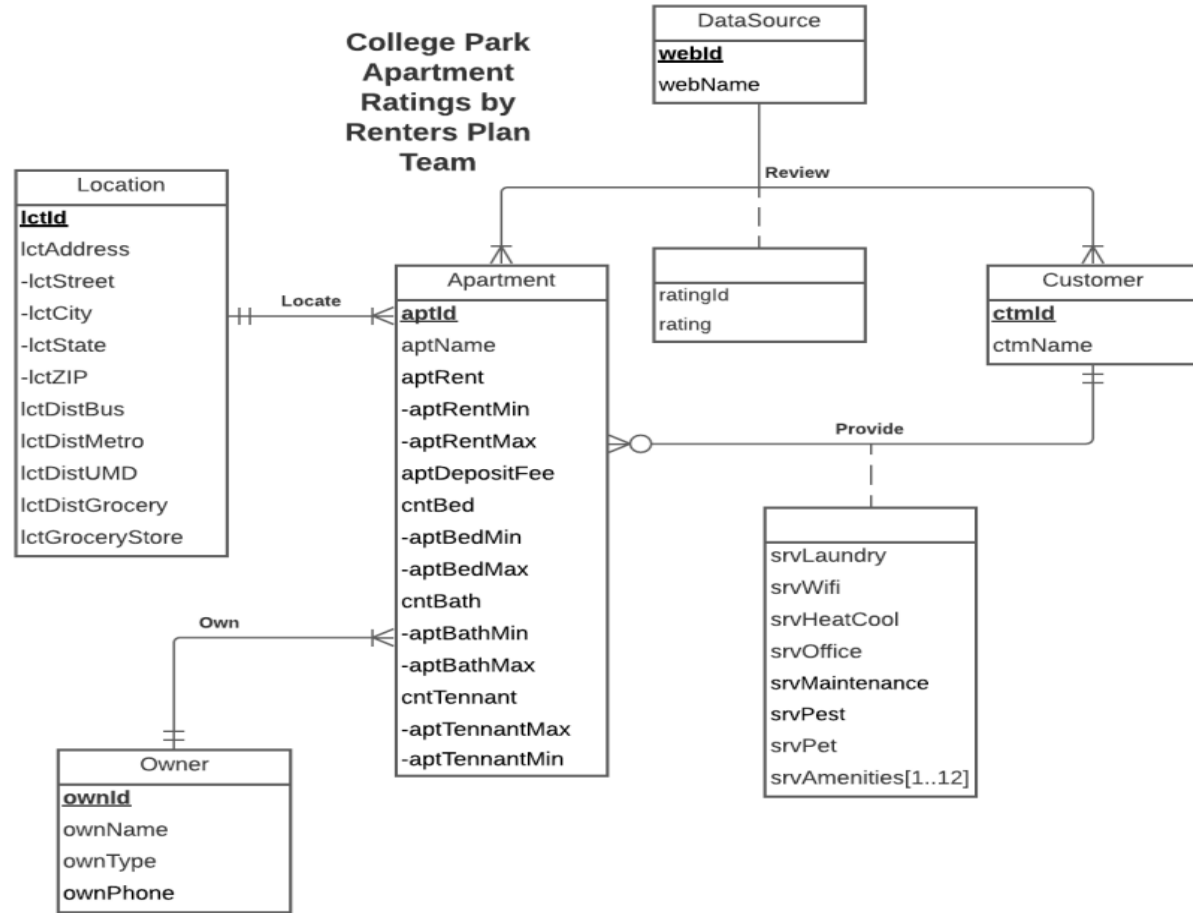 College Park
Apartment
Ratings by
Renters Plan
Team
DataSource
webId
webName
Review
Location
lctId
lctAddress
-lctStreet
-lctCity
-lctState
-lctZIP
lctDistBus
lctDistMetro
lctDistUMD
lctDistGrocery
lctGroceryStore
Locate
Apartment
aptId
aptName
aptRent
-aptRentMin
-aptRentMax
aptDepositFee
cntBed
-aptBedMin
-aptBedMax
cntBath
-aptBathMin
-aptBathMax
cntTennant
-aptTennantMax
-aptTennantMin
ratingId
rating
Customer
ctmId
ctmName
Provide
srvLaundry
srvWifi
srvHeatCool
srvOffice
srvMaintenance
srvPest
srvPet
srvAmenities[1..12]
Own
Owner
ownId
ownName
ownType
ownPhone